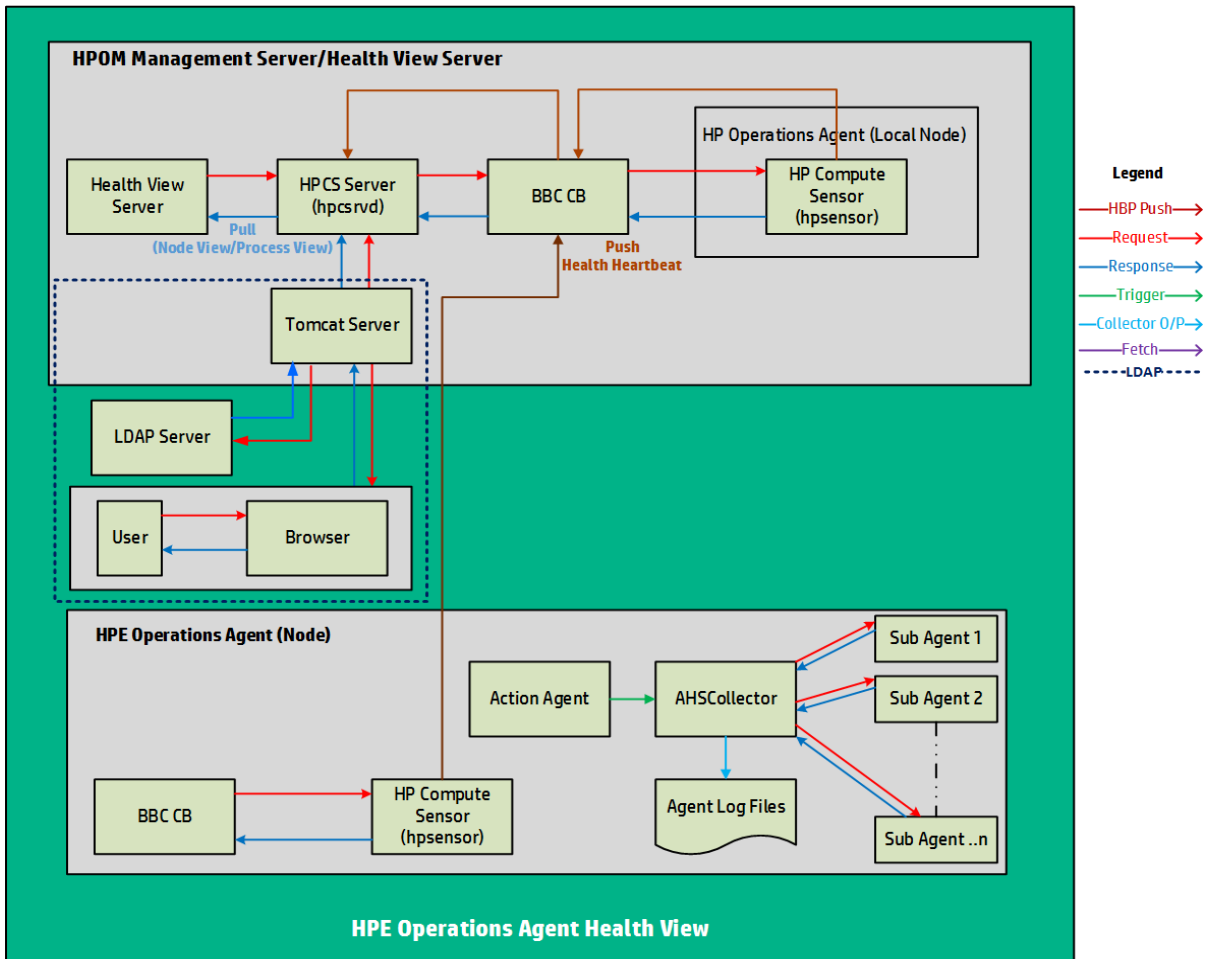 HPOM Management Server/Health View Server
HP Operations Agent (Local Node)
Health View
Server
HPCS Server
(hpcsrvd)
BBC CB
HP Compute
Sensor
(hpsensor)
Pull
(Node View/Process View)
Push
Health Heartbeat
Tomcat Server
LDAP Server
User
Browser
Legend
HBP Push
Request
Response
Trigger
Collector O/P
Fetch
LDAP
HPE Operations Agent (Node)
Action Agent
AHSCollector
Sub Agent 1
Sub Agent 2
Sub Agent ..n
Agent Log Files
BBC CB
HP Compute
Sensor
(hpsensor)
HPE Operations Agent Health View